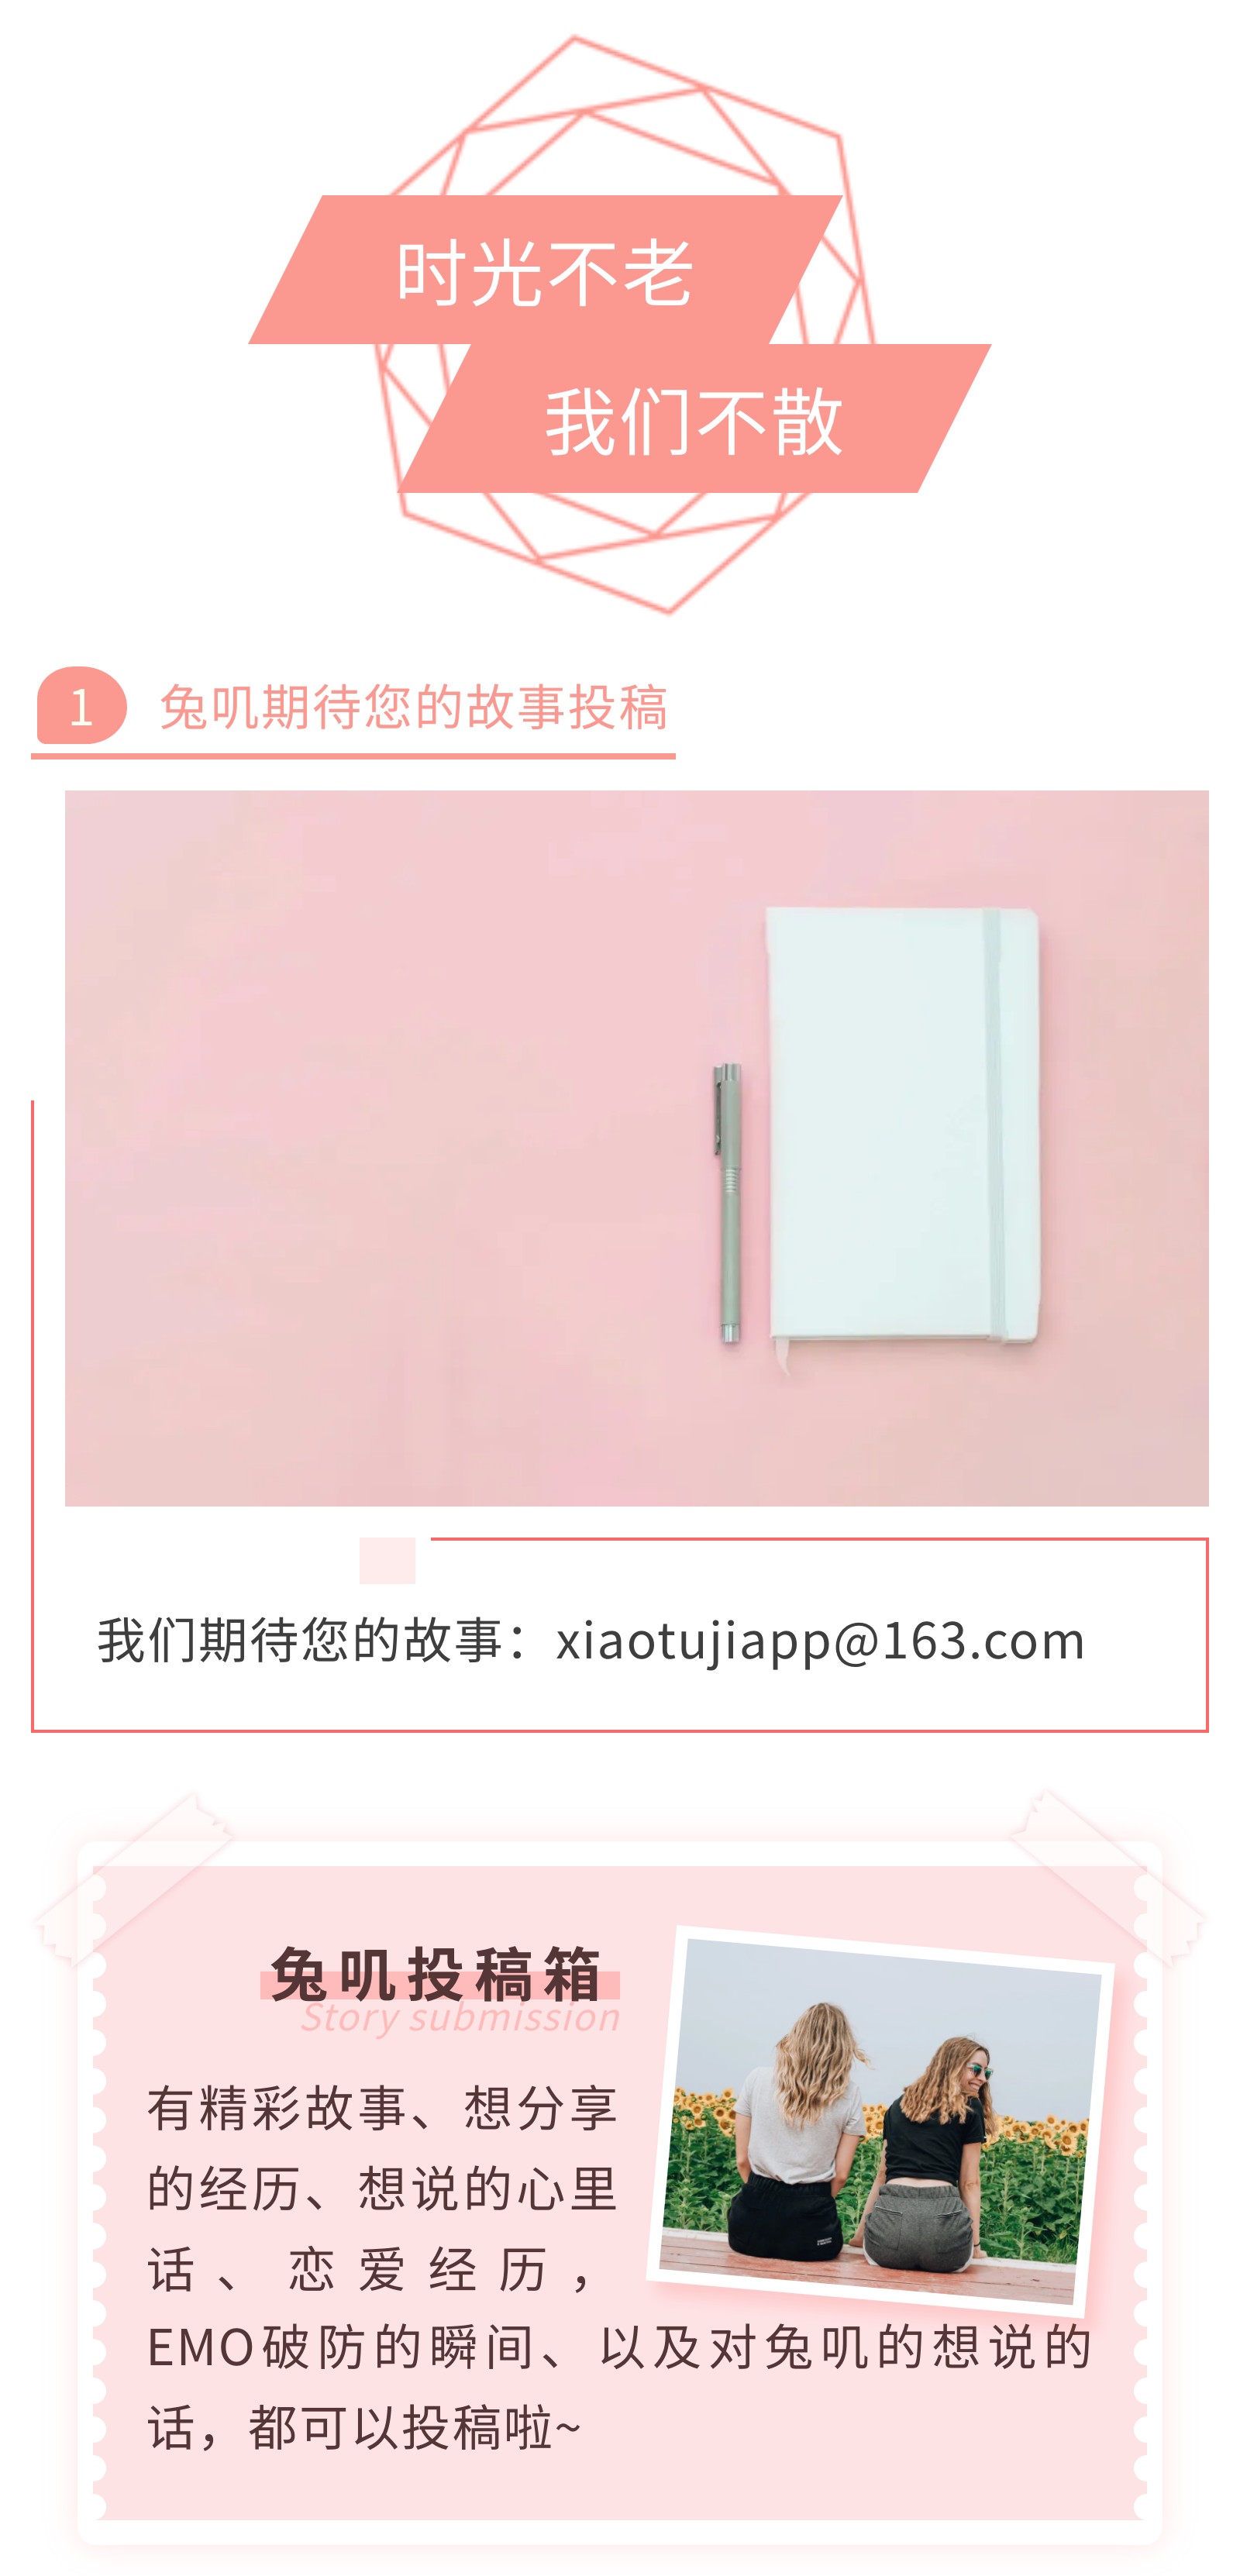 时光不老
我们不散
1 兔叽期待您的故事投稿
我们期待您的故事：xiaotujiapp@163.com
兔叽投稿箱
Story submission
有精彩故事、想分享
的经历、想说的心里
话、恋爱经历，
EMO破防的瞬间、以及对兔叽的想说的
话，都可以投稿啦~